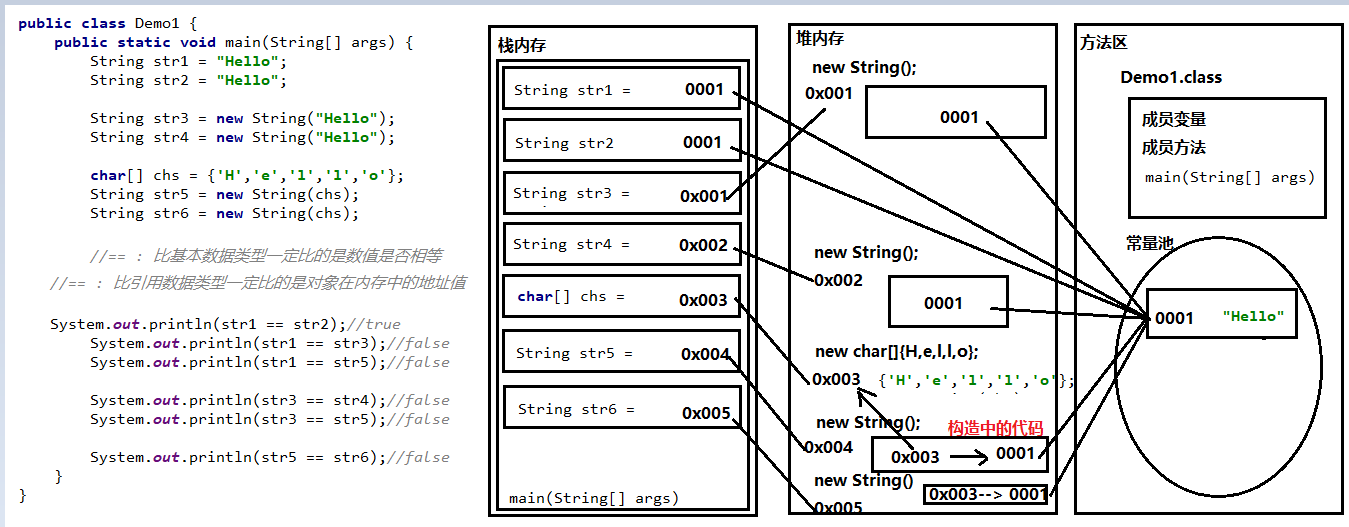 public class Demo1 {
public static void main(String[] args) {
String str1 = "Hello";
String str2 = "Hello";
String str3 = new String("Hello");
String str4 = new String("Hello");
char[] chs = {'H','e','l','l','o'};
String str5 = new String(chs);
String str6 = new String(chs);
//== : 比基本数据类型一定比的是数值是否相等
//== : 比引用数据类型一定比的是对象在内存中的地址值
System.out.println(str1 == str2);//true
System.out.println(str1 == str3);//false
System.out.println(str1 == str5);//false
System.out.println(str3 == str4);//false
System.out.println(str3 == str5);//false
System.out.println(str5 == str6);//false
}
}
栈内存
String str1 = 0001
String str2 0001
String str3 = 0x001
String str4 = 0x002
char[] chs = 0x003
String str5 = 0x004
String str6 = 0x005
main(String[] args)
堆内存
new String();
0x001
0001
new String();
0x002
0001
new char[]{H,e,l,l,o};
0x003 {'H','e','l','l','o'};
new String();
构造中的代码
0x004
0x003 0001
new String()
0x003--> 0001
0x005
方法区
Demo1.class
成员变量
成员方法
main(String[] args)
常量池
0001 "Hello"